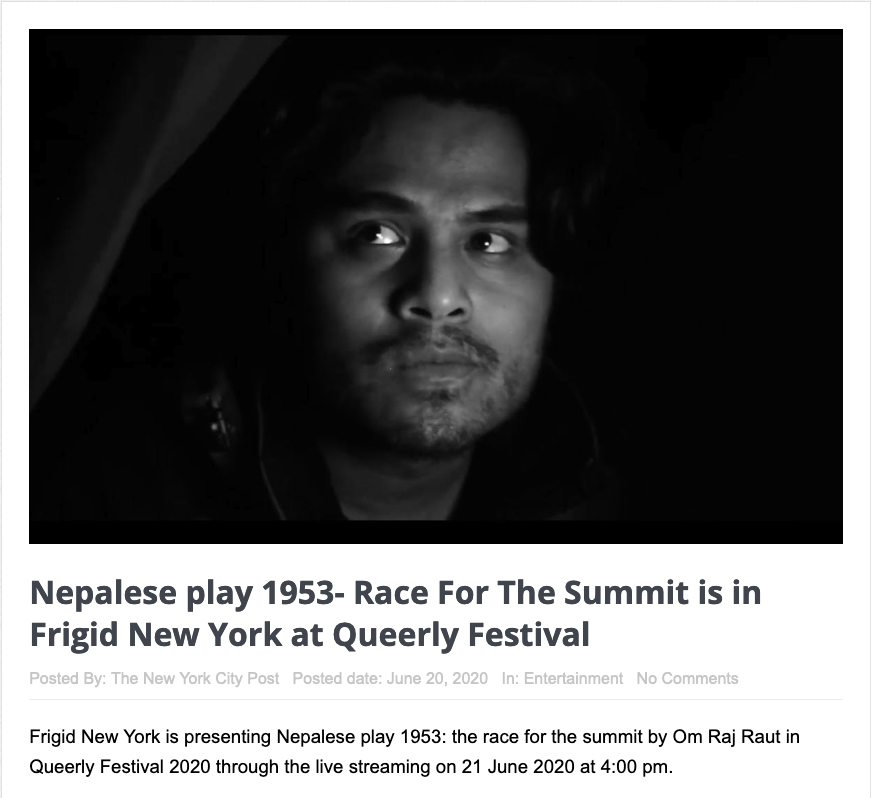 Nepalese play 1953- Race For The Summit is in
Frigid New York at Queerly Festival
Posted By: The New York City Post Posted date: June 20, 2020 In: Entertainment No Comments
Frigid New York is presenting Nepalese play 1953: the race for the summit by Om Raj Raut in
Queerly Festival 2020 through the live streaming on 21 June 2020 at 4:00 pm.